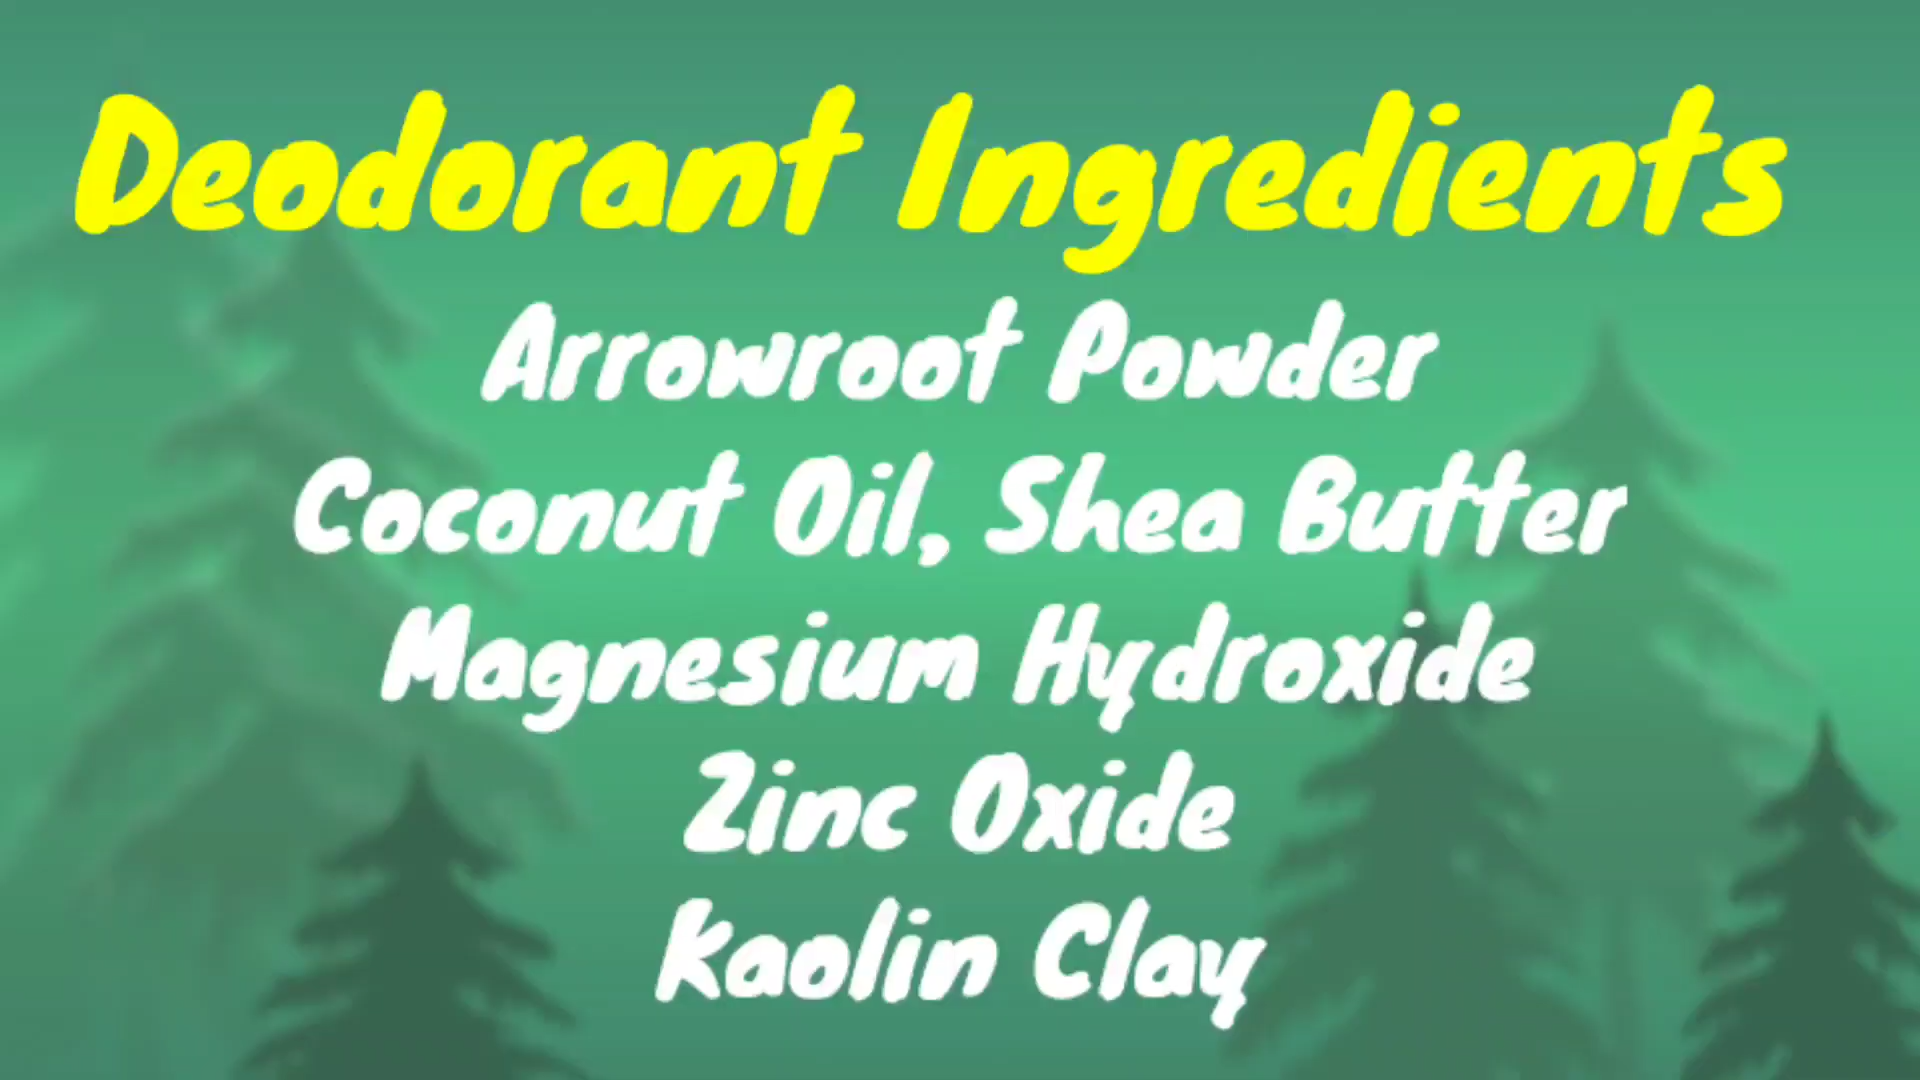 Deodorant Ingredients
Arrowroot Powder
Coconut Oil, Shea Butter
Magnesium Hydroxide
Zinc Oxide
Kaolin Clay